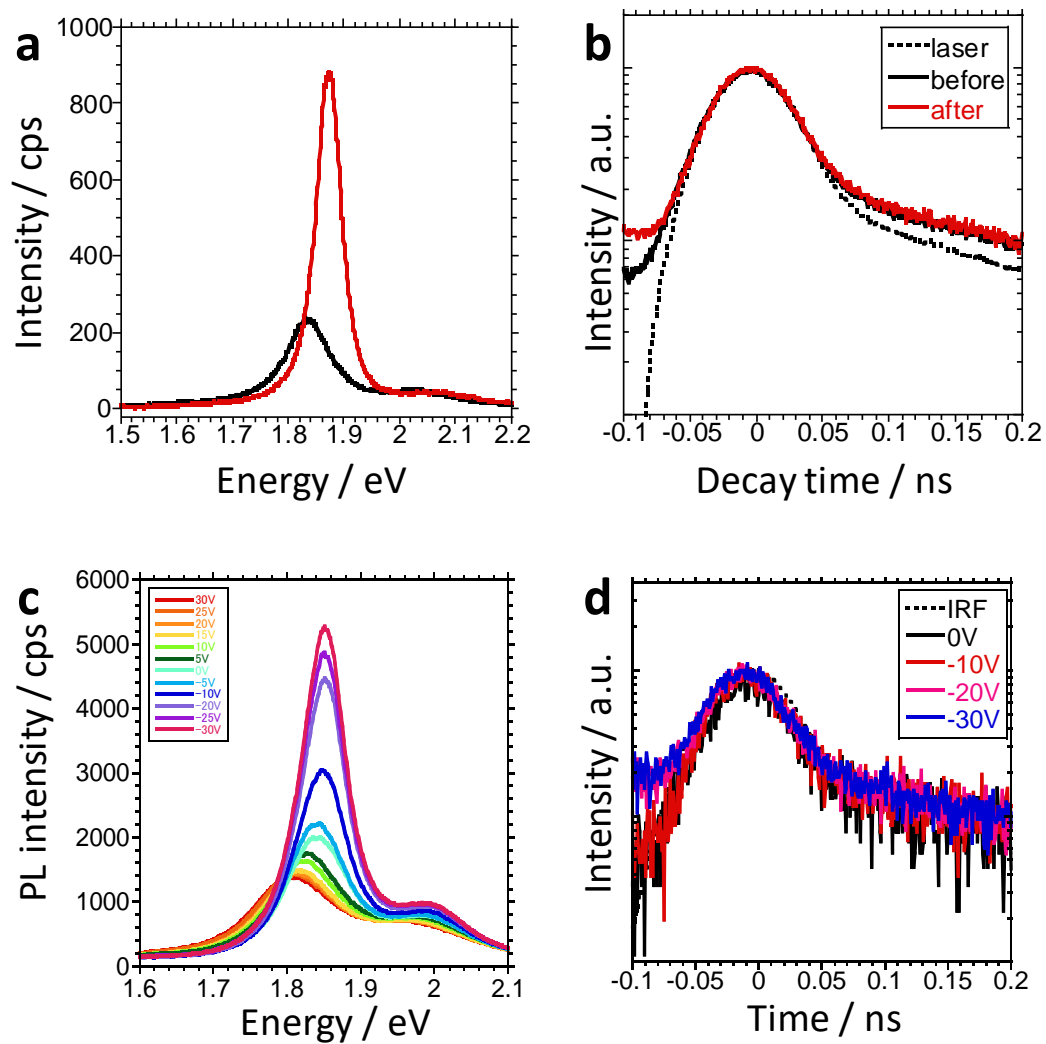 a
1000
800
600
400
200
0
1.5 1.6 1.7 1.8 1.9 2 2.1 2.2
Intensity / cps
Energy / eV
b
laser
before
after
-0.1 -0.05 0 0.05 0.1 0.15 0.2
Intensity / a.u.
Decay time / ns
c
6000
5000
4000
3000
2000
1000
0
30V
25V
20V
15V
10V
5V
0V
-5V
-10V
-20V
-25V
-30V
1.6 1.7 1.8 1.9 2 2.1
PL intensity / cps
Energy / eV
d
IRF
0V
-10V
-20V
-30V
-0.1 -0.05 0 0.05 0.1 0.15 0.2
Intensity / a.u.
Time / ns